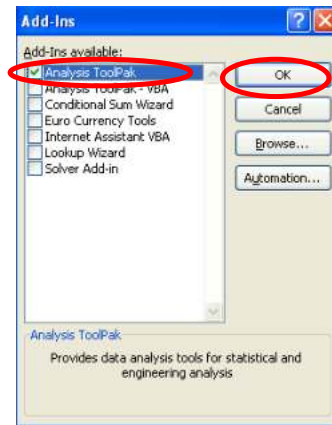 Add-Ins
Add-Ins available:
Analysis ToolPak
Analysis ToolPak - VBA
Conditional Sum Wizard
Euro Currency Tools
Internet Assistant VBA
Lookup Wizard
Solver Add-in
OK
Cancel
Browse...
Automation...
Analysis ToolPak
Provides data analysis tools for statistical and
engineering analysis